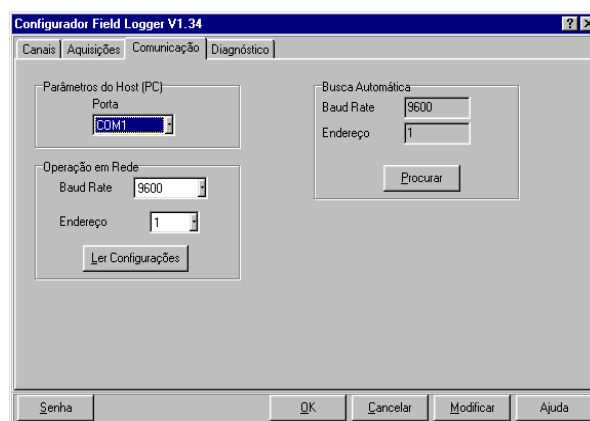 Configurador Field Logger V1.34
Canais Aquisições Comunicação Diagnóstico
Parâmetros do Host (PC)
Porta
COM1
Operação em Rede
Baud Rate 9600
Endereço 1
Ler Configurações
Busca Automática
Baud Rate 9600
Endereço 1
Procurar
Senha OK Cancelar Modificar Ajuda